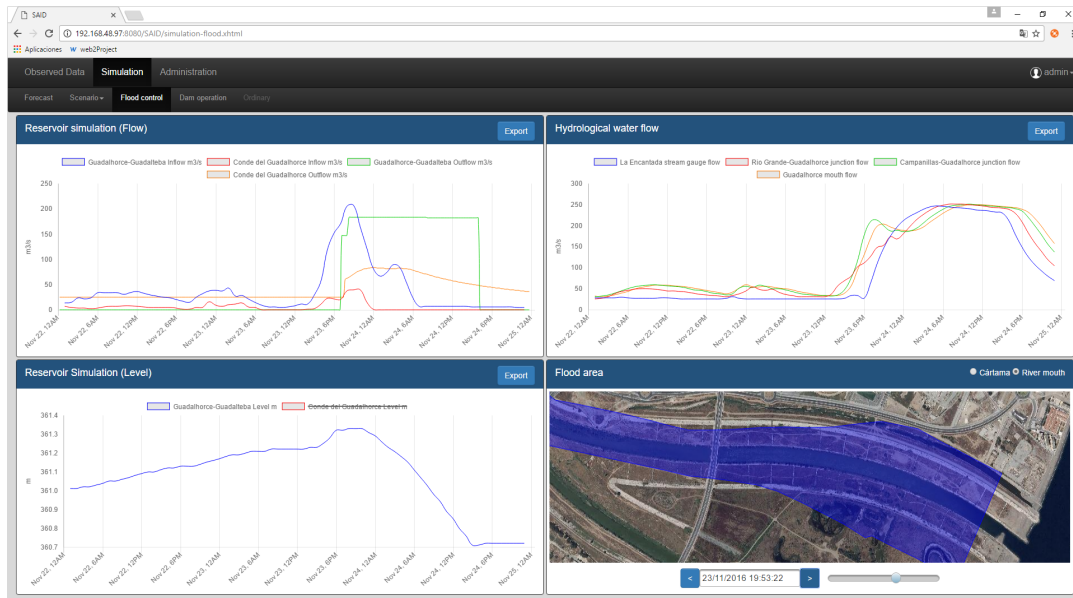 SAID
192.168.48.97:8080/SAID/simulation-flood.xhtml
Aplicaciones web2Project
Observed Data Simulation Administration admin
Forecast Scenario Flood control Dam operation Ordinary
Reservoir simulation (Flow) Export
Guadalhorce-Guadalteba Inflow m3/s Conde del Guadalhorce Inflow m3/s Guadalhorce-Guadalteba Outflow m3/s
Conde del Guadalhorce Outflow m3/s
250
200
150
100
50
0
m3/s
Nov 22, 12AM Nov 22, 6AM Nov 22, 12PM Nov 22, 6PM Nov 23, 12AM Nov 23, 6AM Nov 23, 12PM Nov 23, 6PM Nov 24, 12AM Nov 24, 6AM Nov 24, 12PM Nov 24, 6PM Nov 25, 12AM
Hydrological water flow Export
La Encantada stream gauge flow Rio Grande-Guadalhorce junction flow Campanillas-Guadalhorce junction flow
Guadalhorce mouth flow
300
250
200
150
100
50
0
m3/s
Nov 22, 12AM Nov 22, 6AM Nov 22, 12PM Nov 22, 6PM Nov 23, 12AM Nov 23, 6AM Nov 23, 12PM Nov 23, 6PM Nov 24, 12AM Nov 24, 6AM Nov 24, 12PM Nov 24, 6PM Nov 25, 12AM
Reservoir Simulation (Level) Export
Guadalhorce-Guadalteba Level m Conde del Guadalhorce Level m
361.4
361.3
361.2
361.1
361.0
360.9
360.8
360.7
m
Nov 22, 12AM Nov 22, 6AM Nov 22, 12PM Nov 22, 6PM Nov 23, 12AM Nov 23, 6AM Nov 23, 12PM Nov 23, 6PM Nov 24, 12AM Nov 24, 6AM Nov 24, 12PM Nov 24, 6PM Nov 25, 12AM
Flood area Cártama River mouth
< 23/11/2016 19:53:22 >